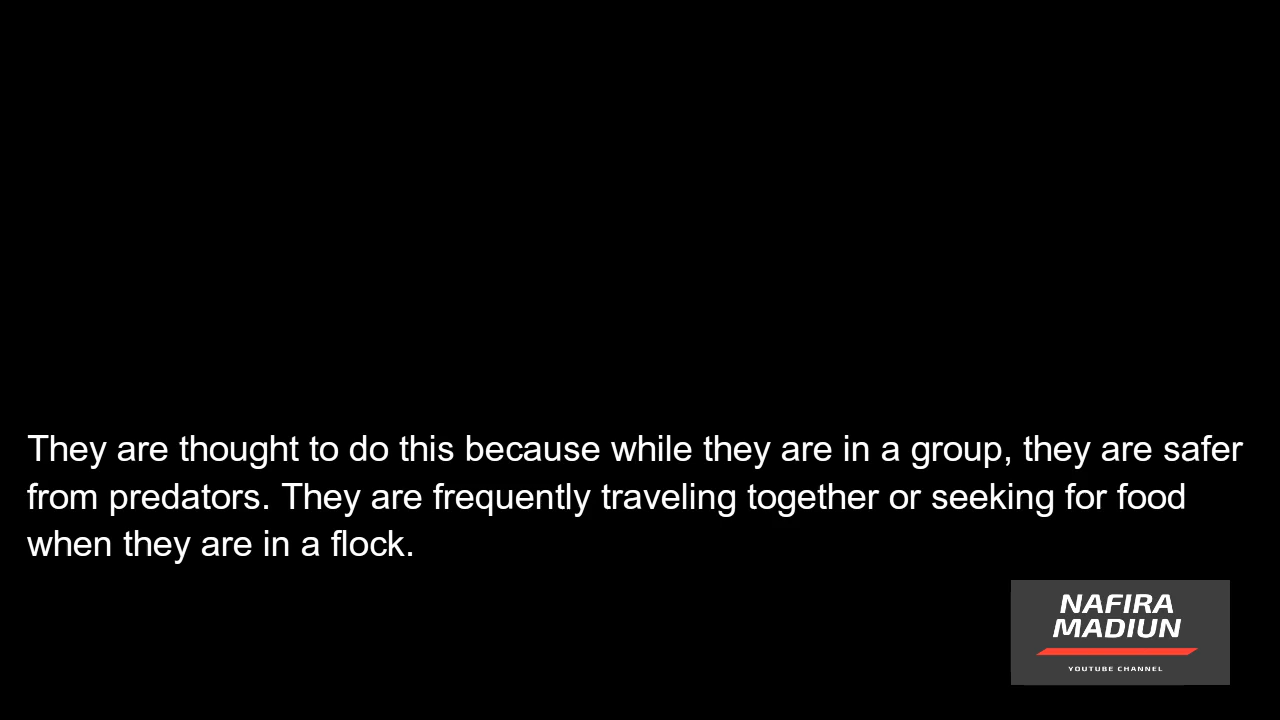 They are thought to do this because while they are in a group, they are safer
from predators. They are frequently traveling together or seeking for food
when they are in a flock.
NAFIRA
MADIUN
YOUTUBE CHANNEL